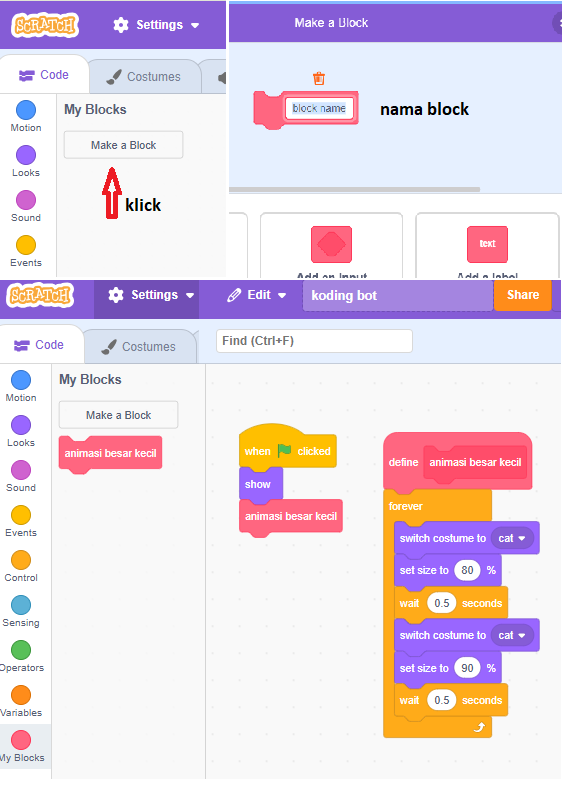 SCRATCH
Settings
Code
Costumes
Motion
Looks
Sound
Events
My Blocks
Make a Block
klick
Make a Block
block name
nama block
Add an input
text
Add a label
SCRATCH
Settings
Edit
koding bot
Share
Code
Costumes
Find (Ctrl+F)
Motion
Looks
Sound
Events
Control
Sensing
Operators
Variables
My Blocks
My Blocks
Make a Block
animasi besar kecil
when clicked
show
animasi besar kecil
define animasi besar kecil
forever
switch costume to cat
set size to 80 %
wait 0.5 seconds
switch costume to cat
set size to 90 %
wait 0.5 seconds